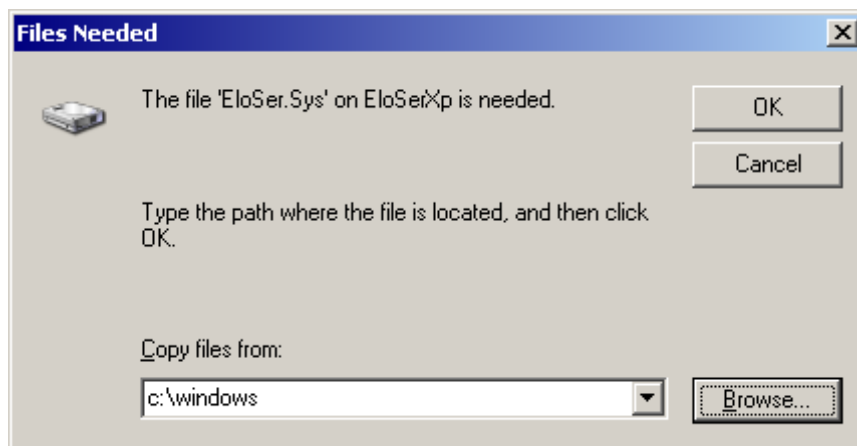 Files Needed
The file 'EloSer.Sys' on EloSerXp is needed.
OK
Cancel
Type the path where the file is located, and then click
OK.
Copy files from:
c:\windows
Browse...